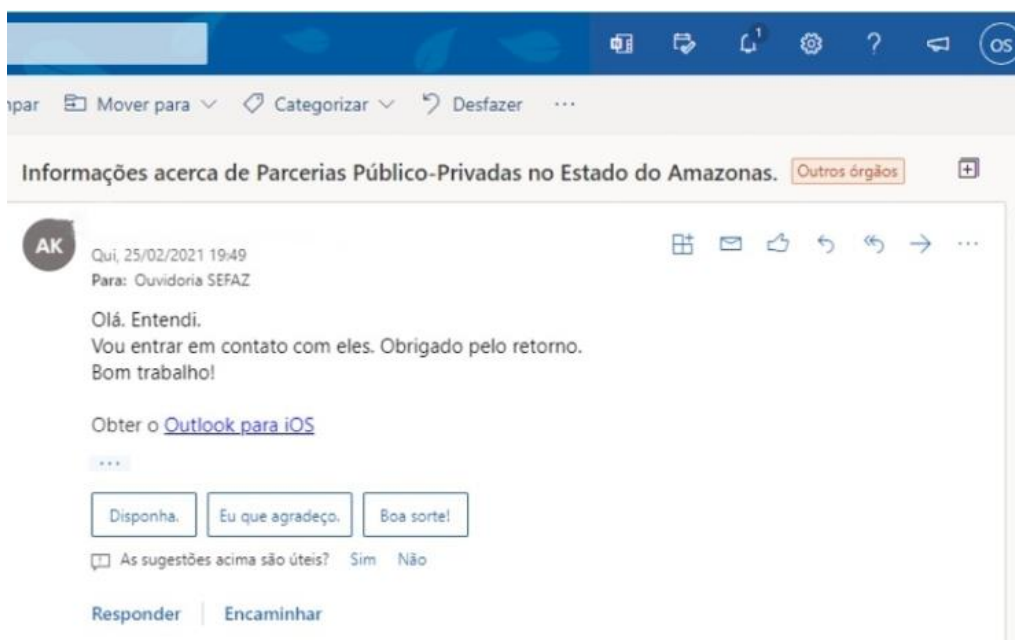 1
OS
Mover para
Categorizar
Desfazer
Informações acerca de Parcerias Público-Privadas no Estado do Amazonas.
Outros órgãos
AK
Qui, 25/02/2021 19:49
Para: Ouvidoria SEFAZ
Olá. Entendi.
Vou entrar em contato com eles. Obrigado pelo retorno.
Bom trabalho!
Obter o Outlook para iOS
Disponha.
Eu que agradeço.
Boa sorte!
As sugestões acima são úteis? Sim Não
Responder
Encaminhar